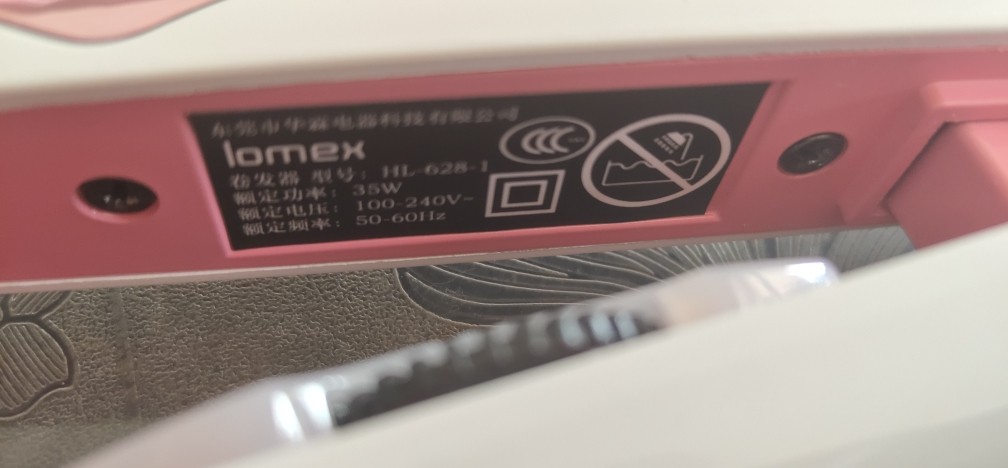 东莞市华霖电器科技有限公司
lomex
卷发器 型号: HL-628-1
额定功率: 35W
额定电压: 100-240V~
额定频率: 50-60Hz